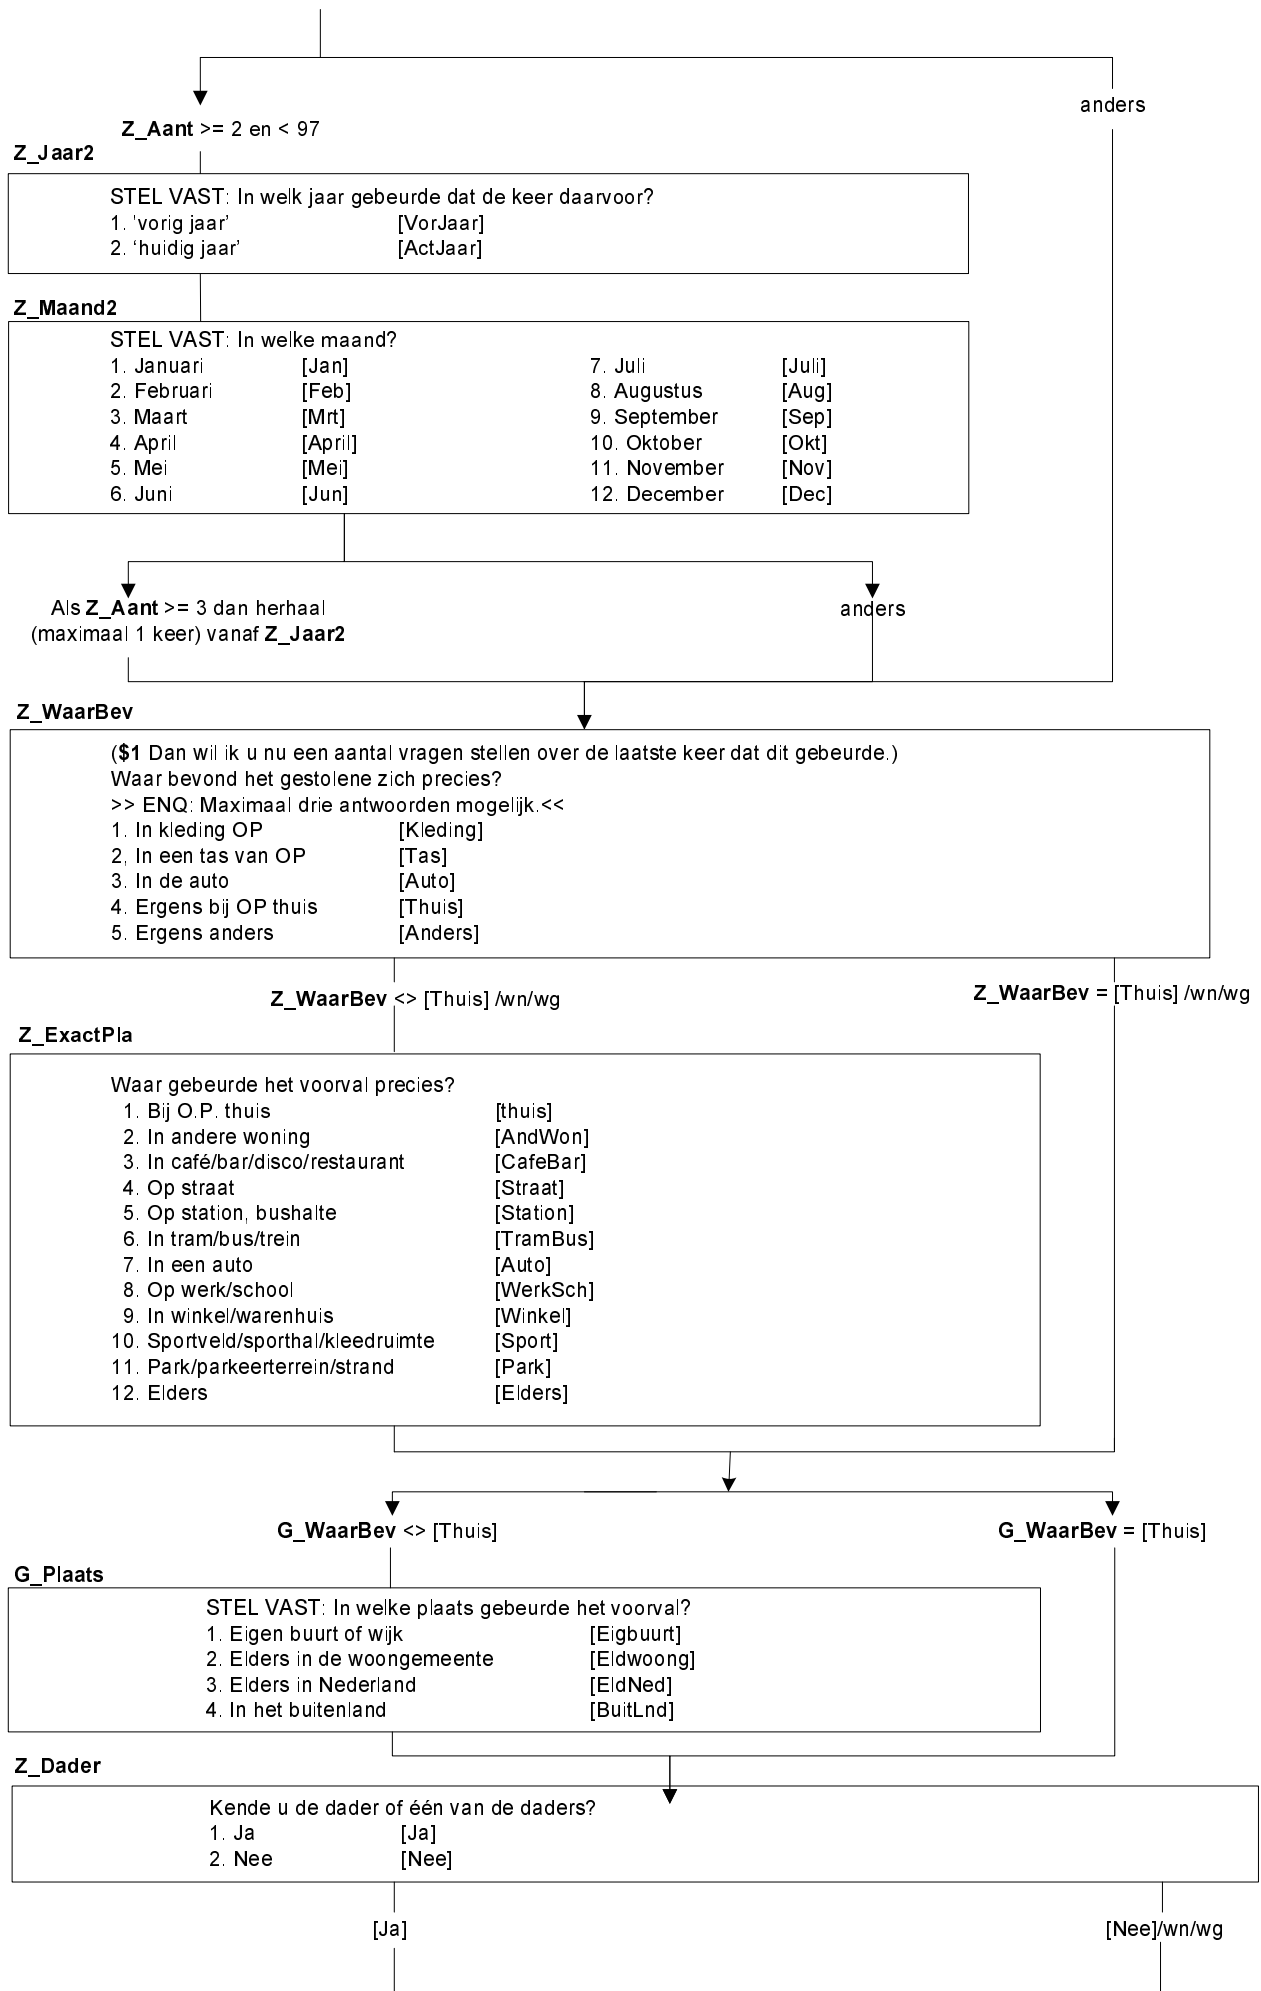 anders
Z_Aant >= 2 en < 97
Z_Jaar2
STEL VAST: In welk jaar gebeurde dat de keer daarvoor?
1. 'vorig jaar' [VorJaar]
2. ‘huidig jaar’ [ActJaar]
Z_Maand2
STEL VAST: In welke maand?
1. Januari [Jan] 7. Juli [Juli]
2. Februari [Feb] 8. Augustus [Aug]
3. Maart [Mrt] 9. September [Sep]
4. April [April] 10. Oktober [Okt]
5. Mei [Mei] 11. November [Nov]
6. Juni [Jun] 12. December [Dec]
Als Z_Aant >= 3 dan herhaal anders
(maximaal 1 keer) vanaf Z_Jaar2
Z_WaarBev
($1 Dan wil ik u nu een aantal vragen stellen over de laatste keer dat dit gebeurde.)
Waar bevond het gestolene zich precies?
>> ENQ: Maximaal drie antwoorden mogelijk.<<
1. In kleding OP [Kleding]
2, In een tas van OP [Tas]
3. In de auto [Auto]
4. Ergens bij OP thuis [Thuis]
5. Ergens anders [Anders]
Z_WaarBev <> [Thuis] /wn/wg Z_WaarBev = [Thuis] /wn/wg
Z_ExactPla
Waar gebeurde het voorval precies?
1. Bij O.P. thuis [thuis]
2. In andere woning [AndWon]
3. In café/bar/disco/restaurant [CafeBar]
4. Op straat [Straat]
5. Op station, bushalte [Station]
6. In tram/bus/trein [TramBus]
7. In een auto [Auto]
8. Op werk/school [WerkSch]
9. In winkel/warenhuis [Winkel]
10. Sportveld/sporthal/kleedruimte [Sport]
11. Park/parkeerterrein/strand [Park]
12. Elders [Elders]
G_WaarBev <> [Thuis] G_WaarBev = [Thuis]
G_Plaats
STEL VAST: In welke plaats gebeurde het voorval?
1. Eigen buurt of wijk [Eigbuurt]
2. Elders in de woongemeente [Eldwoong]
3. Elders in Nederland [EldNed]
4. In het buitenland [BuitLnd]
Z_Dader
Kende u de dader of één van de daders?
1. Ja [Ja]
2. Nee [Nee]
[Ja] [Nee]/wn/wg